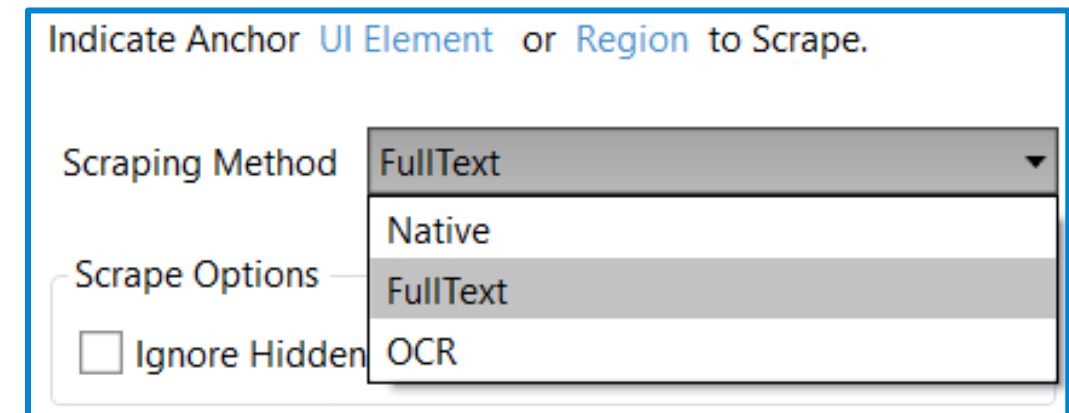 Indicate Anchor UI Element or Region to Scrape.
Scraping Method FullText
Native
Scrape Options
FullText
Ignore Hidden
OCR